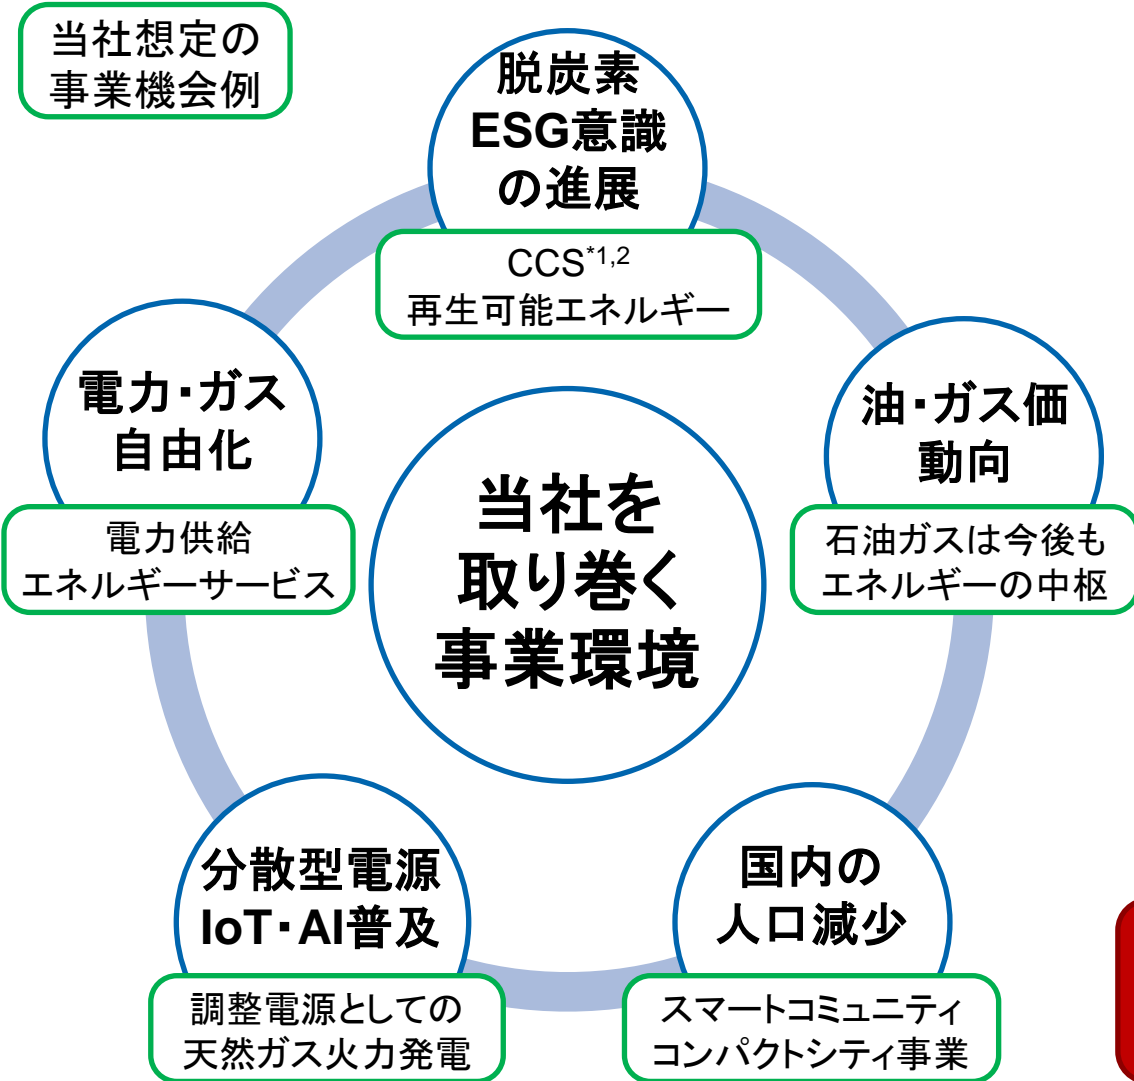 当社想定の
事業機会例
脱炭素
ESG意識
の進展
CCS*1,2
再生可能エネルギー
電力・ガス
自由化
電力供給
エネルギーサービス
油・ガス価
動向
石油ガスは今後も
エネルギーの中枢
当社を
取り巻く
事業環境
分散型電源
IoT・AI普及
調整電源としての
天然ガス火力発電
国内の
人口減少
スマートコミュニティ
コンパクトシティ事業